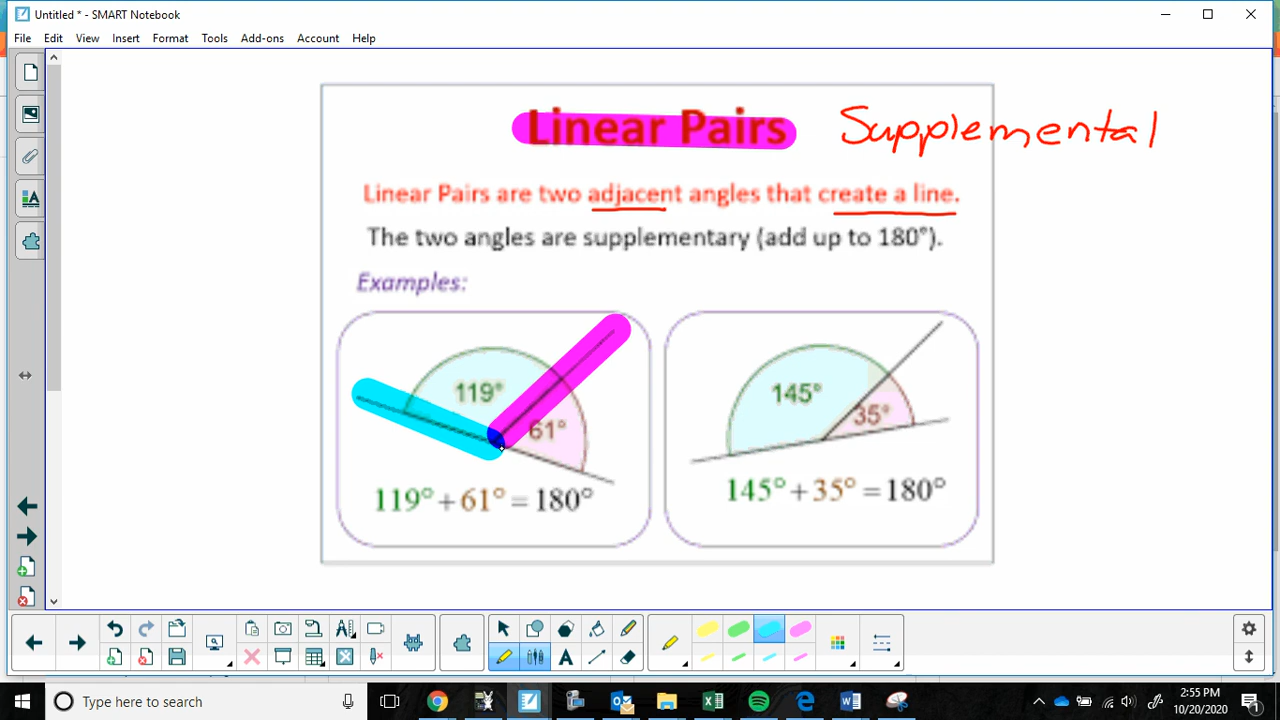 Untitled * - SMART Notebook
File Edit View Insert Format Tools Add-ons Account Help
Linear Pairs Supplemental
Linear Pairs are two adjacent angles that create a line.
The two angles are supplementary (add up to 180°).
Examples:
119° 61°
119° + 61° = 180°
145° 35°
145° + 35° = 180°
Type here to search
2:55 PM
10/20/2020